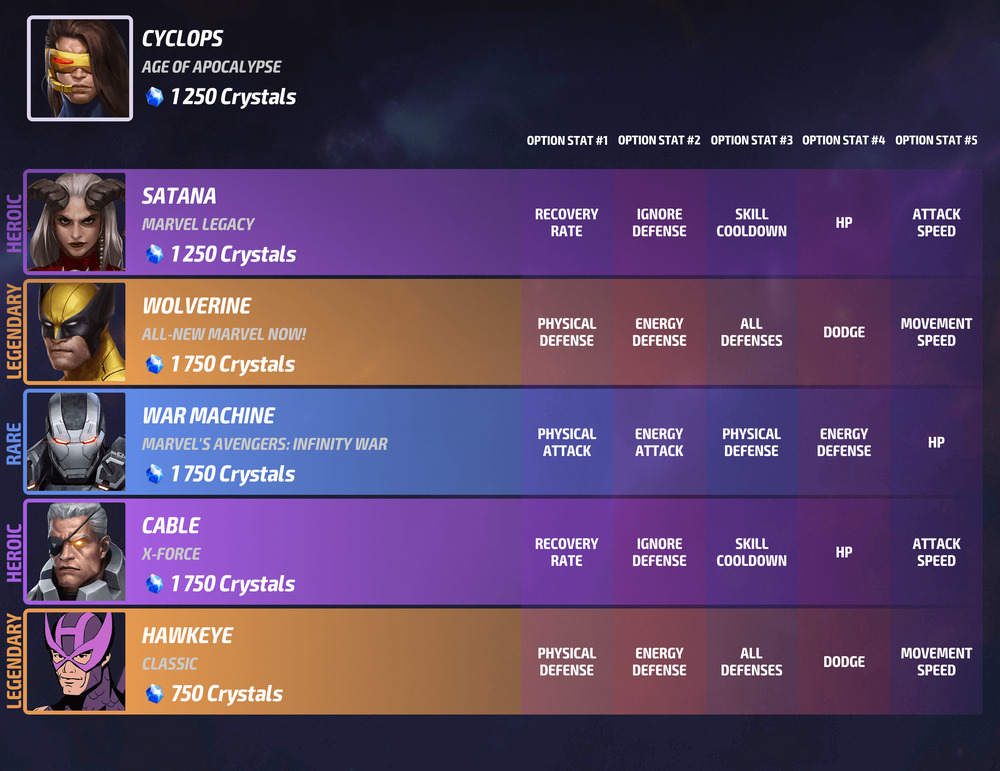 CYCLOPS
AGE OF APOCALYPSE
1 250 Crystals
OPTION STAT #1 OPTION STAT #2 OPTION STAT #3 OPTION STAT #4 OPTION STAT #5
HEROIC
SATANA
MARVEL LEGACY
1 250 Crystals
RECOVERY
RATE
IGNORE
DEFENSE
SKILL
COOLDOWN
HP
ATTACK
SPEED
LEGENDARY
WOLVERINE
ALL-NEW MARVEL NOW!
1 750 Crystals
PHYSICAL
DEFENSE
ENERGY
DEFENSE
ALL
DEFENSES
DODGE
MOVEMENT
SPEED
RARE
WAR MACHINE
MARVEL'S AVENGERS: INFINITY WAR
1 750 Crystals
PHYSICAL
ATTACK
ENERGY
ATTACK
PHYSICAL
DEFENSE
ENERGY
DEFENSE
HP
HEROIC
CABLE
X-FORCE
1 750 Crystals
RECOVERY
RATE
IGNORE
DEFENSE
SKILL
COOLDOWN
HP
ATTACK
SPEED
LEGENDARY
HAWKEYE
CLASSIC
750 Crystals
PHYSICAL
DEFENSE
ENERGY
DEFENSE
ALL
DEFENSES
DODGE
MOVEMENT
SPEED